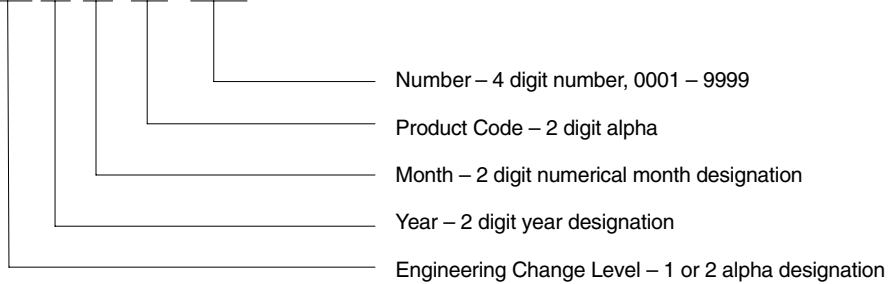 Number – 4 digit number, 0001 – 9999
Product Code – 2 digit alpha
Month – 2 digit numerical month designation
Year – 2 digit year designation
Engineering Change Level – 1 or 2 alpha designation